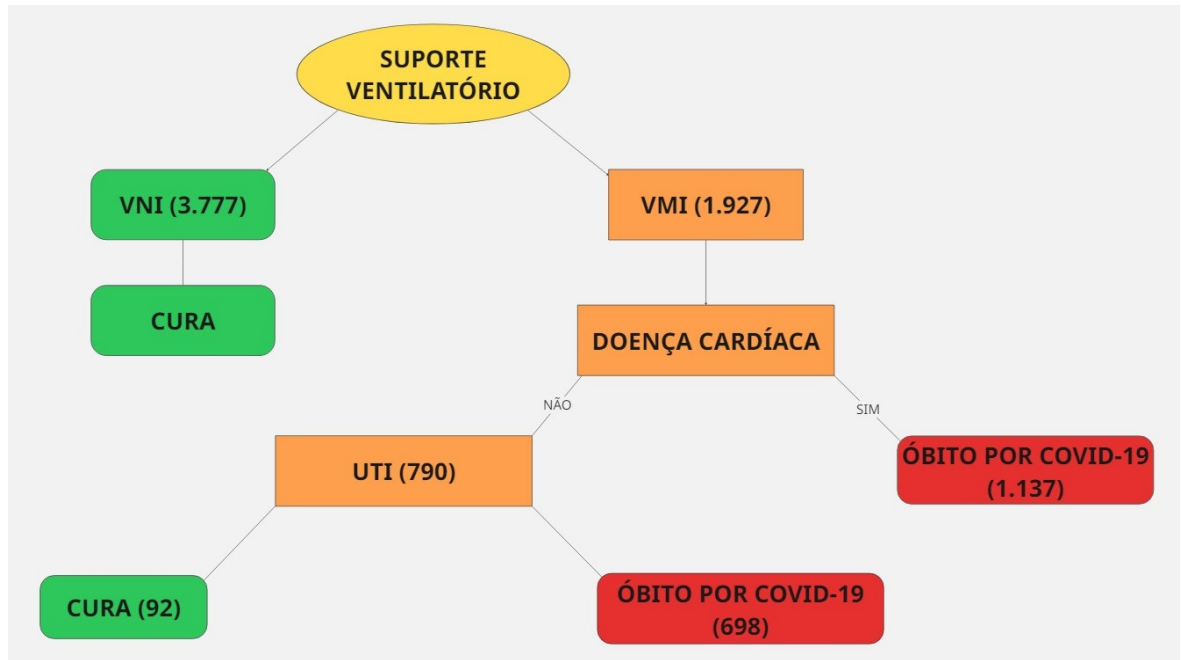 SUPORTE
VENTILATÓRIO
VNI (3.777)
VMI (1.927)
CURA
DOENÇA CARDÍACA
NÃO
SIM
UTI (790)
ÓBITO POR COVID-19
(1.137)
CURA (92)
ÓBITO POR COVID-19
(698)